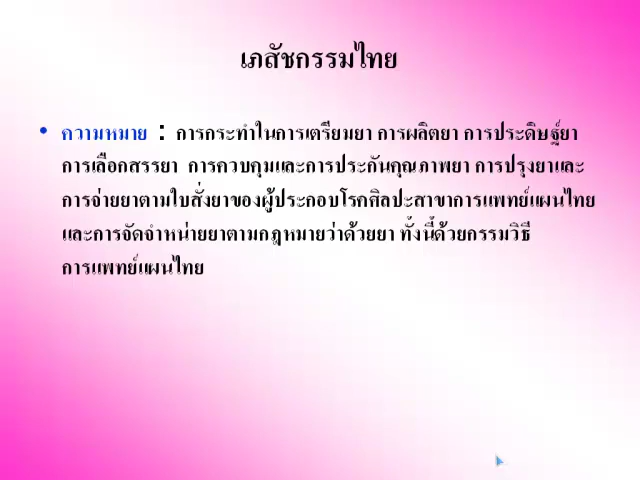 เภสัชกรรมไทย
• ความหมาย : การกระทำในการเตรียมยา การผลิตยา การประดิษฐ์ยา
การเลือกสรรยา การควบคุมและการประกันคุณภาพยา การปรุงยาและ
การจ่ายยาตามใบสั่งยาของผู้ประกอบโรคศิลปะสาขาการแพทย์แผนไทย
และการจัดจำหน่ายยาตามกฎหมายว่าด้วยยา ทั้งนี้ด้วยกรรมวิธี
การแพทย์แผนไทย